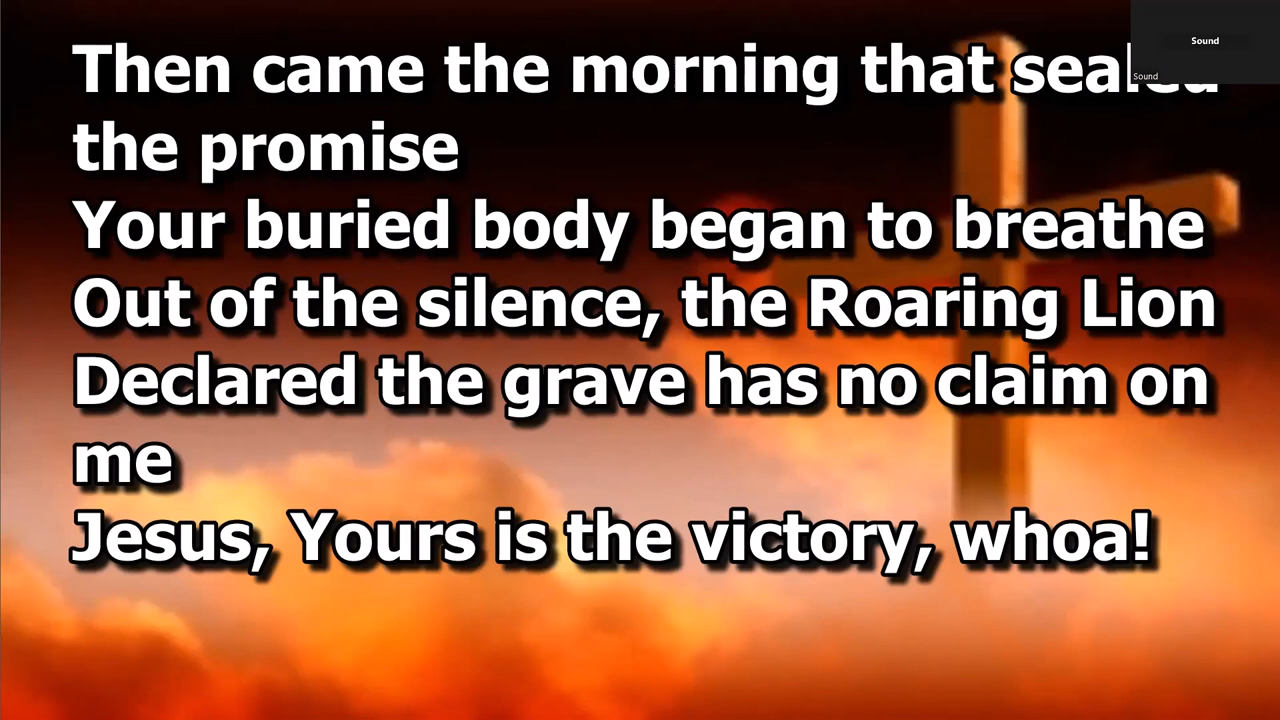 Then came the morning that sealed
the promise
Your buried body began to breathe
Out of the silence, the Roaring Lion
Declared the grave has no claim on
me
Jesus, Yours is the victory, whoa!
Sound
Sound